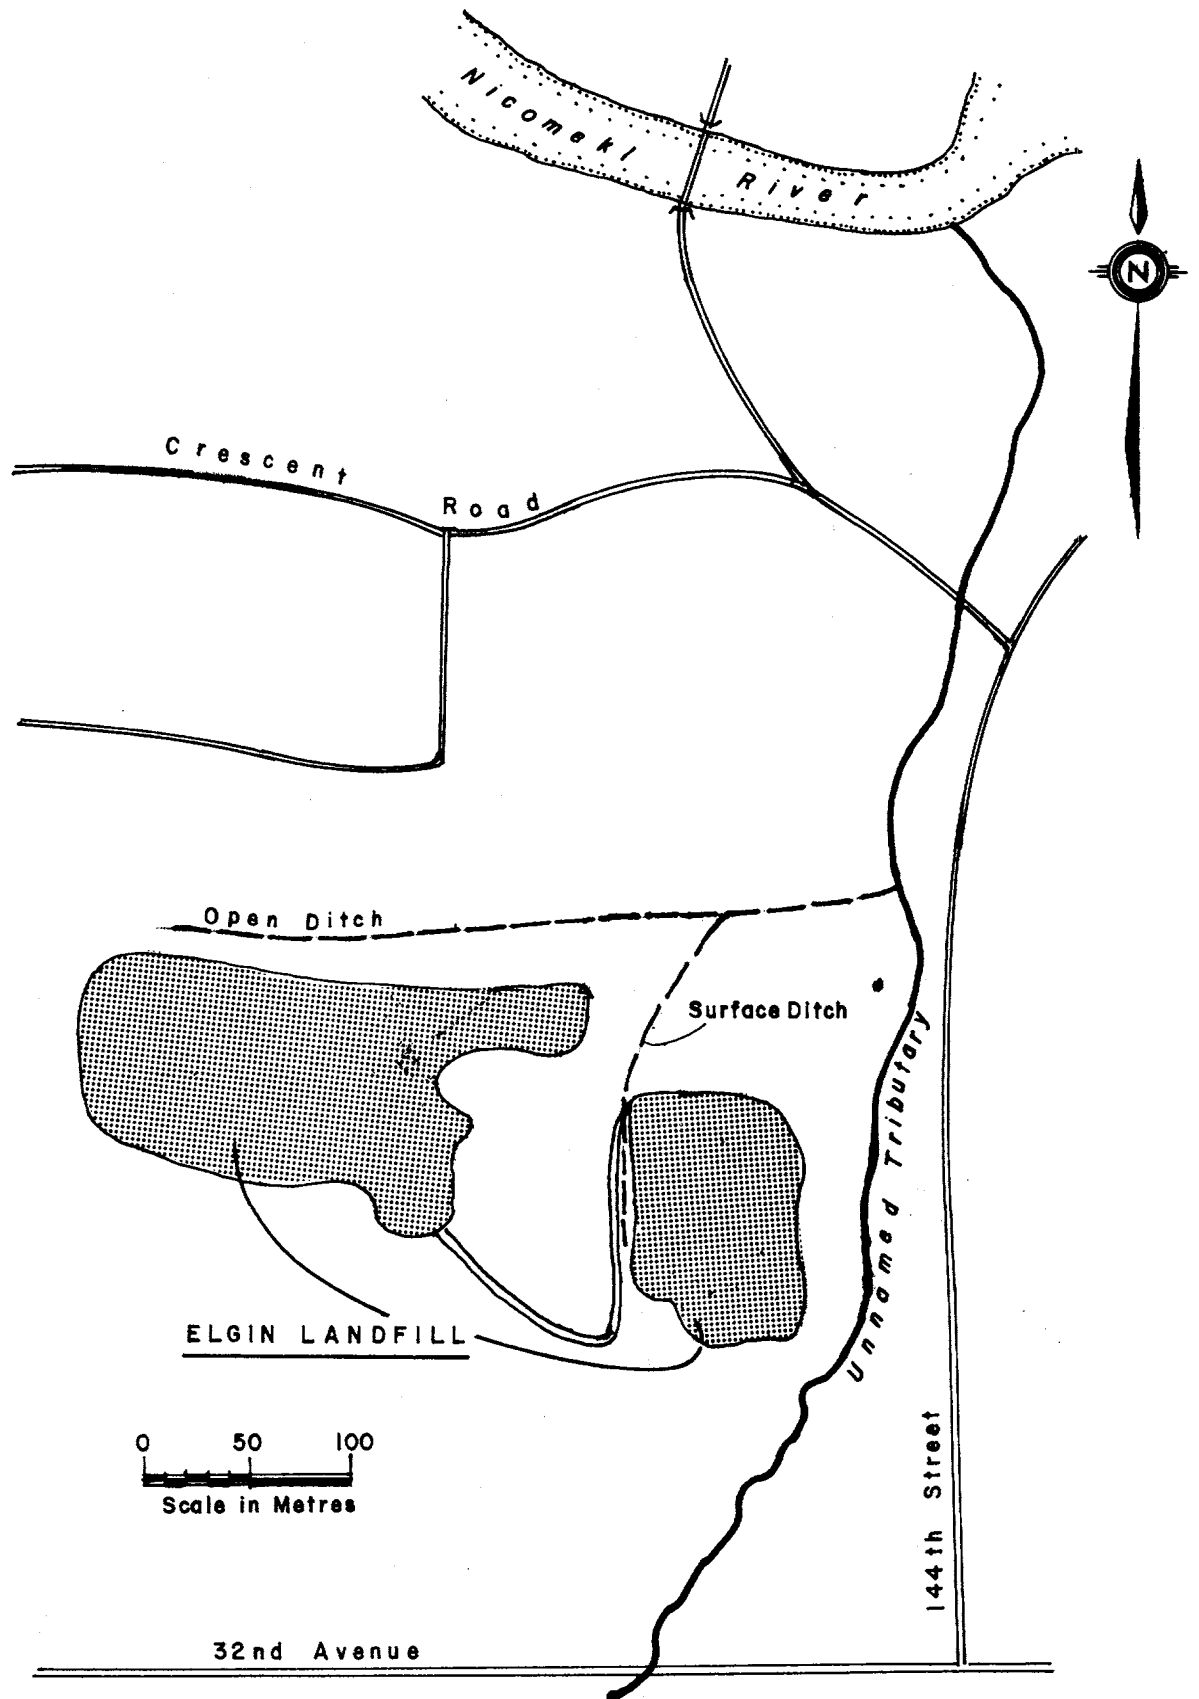 Nicomekl River
N
Crescent Road
Open Ditch
Surface Ditch
Unnamed Tributary
ELGIN LANDFILL
0 50 100
Scale in Metres
144th Street
32nd Avenue